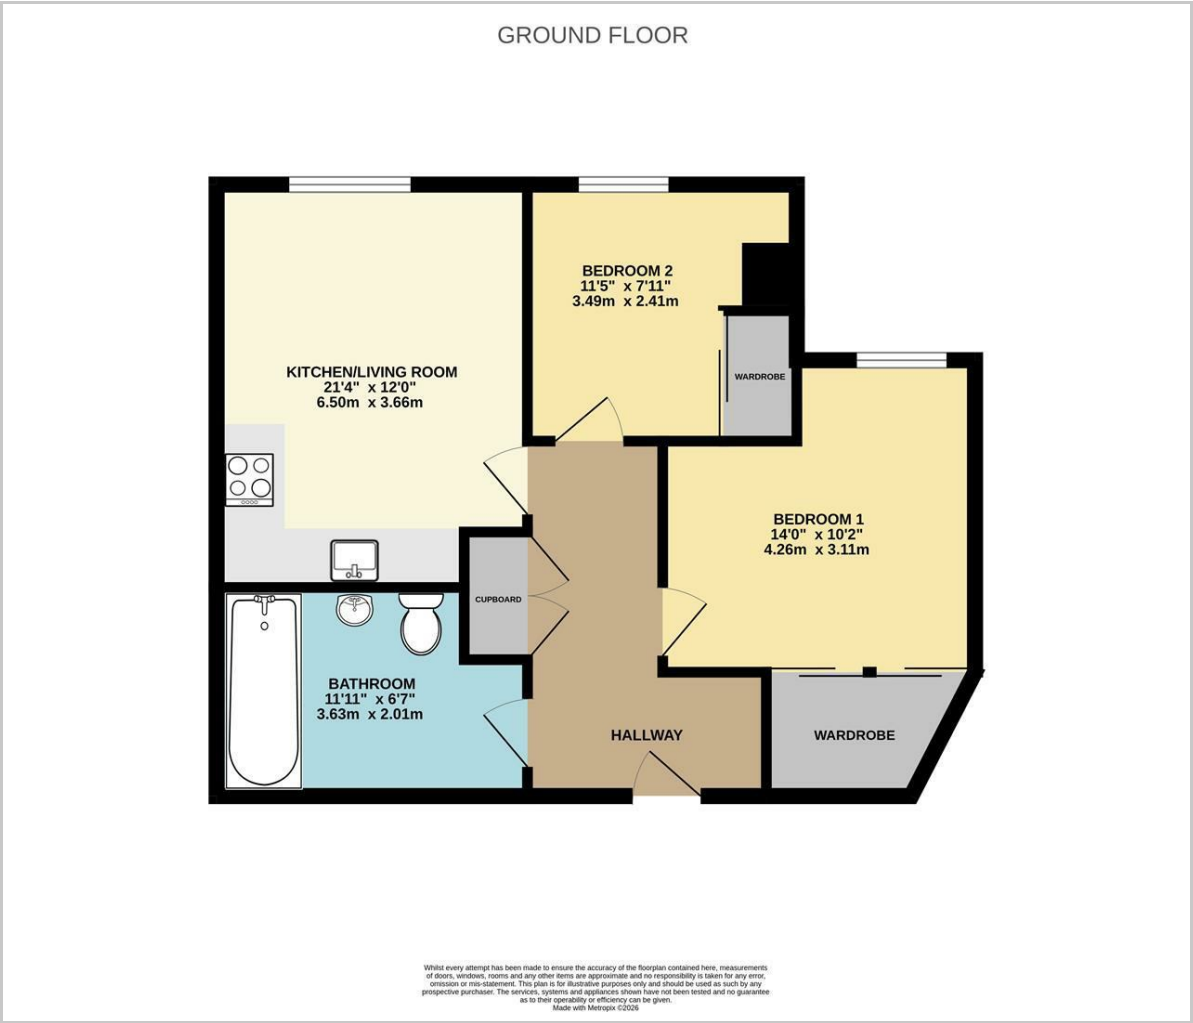 GROUND FLOOR
BEDROOM 2
11'5" x 7'11"
3.49m x 2.41m
KITCHEN/LIVING ROOM
21'4" x 12'0"
6.50m x 3.66m
WARDROBE
BEDROOM 1
14'0" x 10'2"
4.26m x 3.11m
CUPBOARD
BATHROOM
11'11" x 6'7"
3.63m x 2.01m
HALLWAY
WARDROBE
Whilst every attempt has been made to ensure the accuracy of the floorplan contained here, measurements
of doors, windows, rooms and any other items are approximate and no responsibility is taken for any error,
omission or mis-statement. This plan is for illustrative purposes only and should be used as such by any
prospective purchaser. The services, systems and appliances shown have not been tested and no guarantee
as to their operability or efficiency can be given.
Made with Metropix ©2026